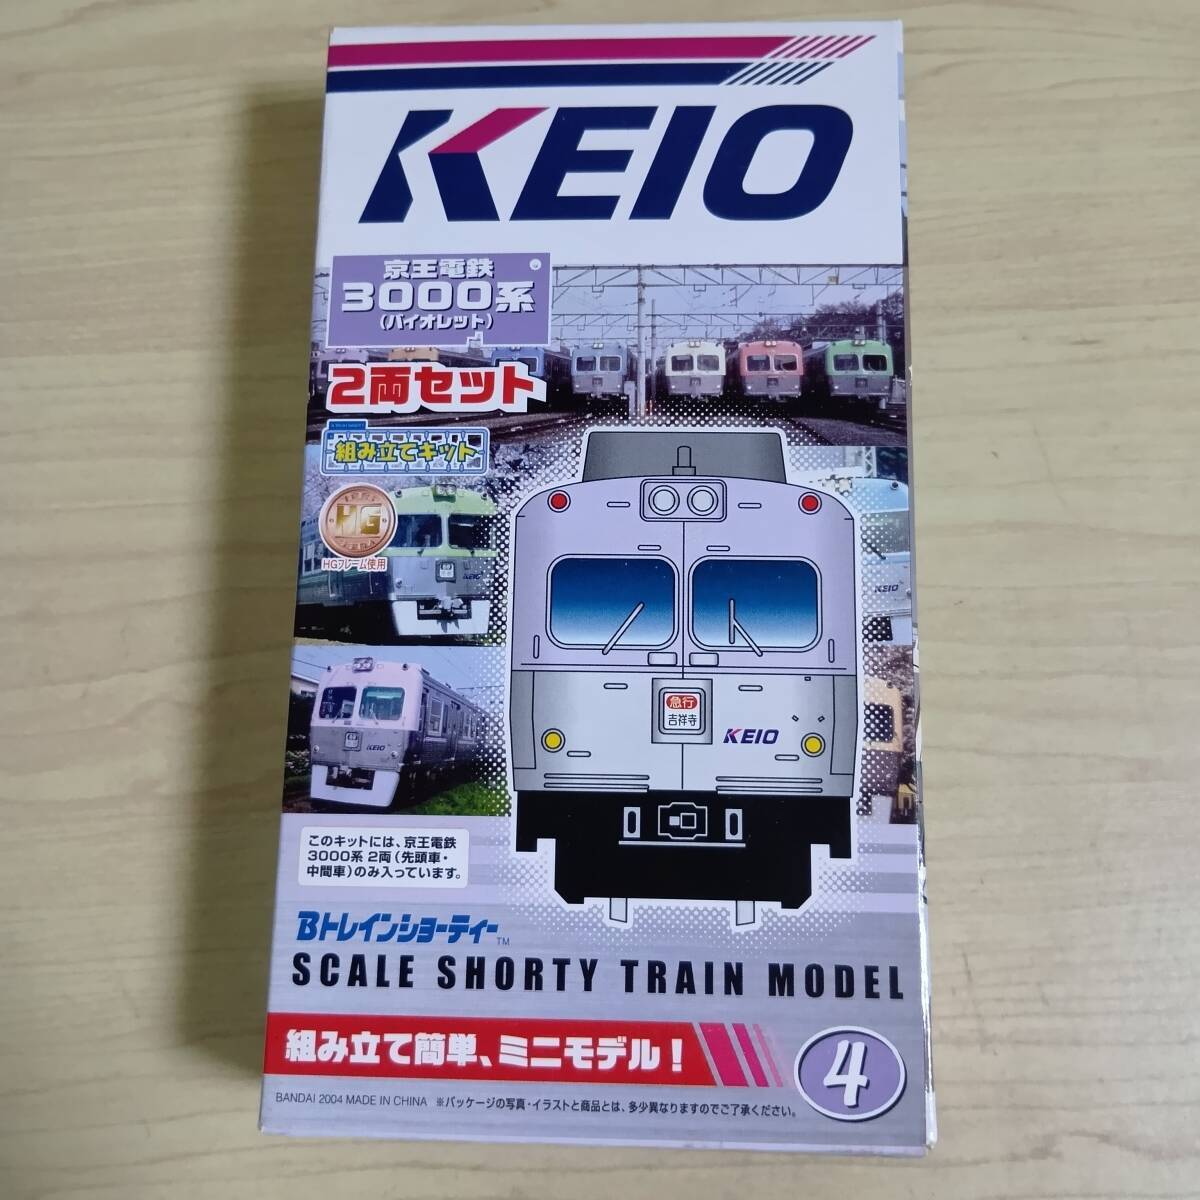 KEIO
京王電鉄
3000系
(バイオレット)
2両セット
組み立てキット
HG
HGフレーム使用
KEIO
KEIO
KEIO
急行
吉祥寺
KEIO
このキットには、京王電鉄
3000系 2両(先頭車・
中間車)のみ入っています。
Bトレインショーティー™
SCALE SHORTY TRAIN MODEL
組み立て簡単、ミニモデル!
4
BANDAI 2004 MADE IN CHINA ※パッケージの写真・イラストと商品とは、多少異なりますのでご了承ください。